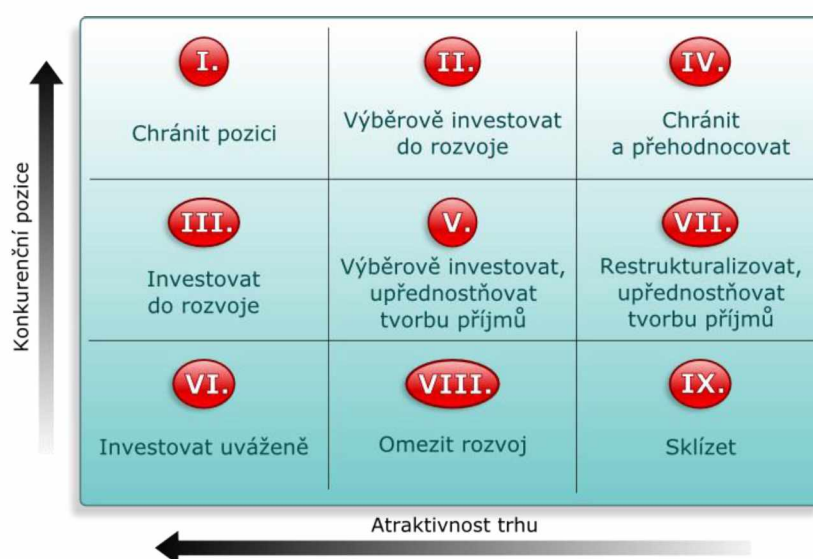 Konkurenční pozice
I.
Chránit pozici
II.
Výběrově investovat
do rozvoje
IV.
Chránit
a přehodnocovat
III.
Investovat
do rozvoje
V.
Výběrově investovat,
upřednostňovat
tvorbu příjmů
VII.
Restrukturalizovat,
upřednostňovat
tvorbu příjmů
VI.
Investovat uváženě
VIII.
Omezit rozvoj
IX.
Sklízet
Atraktivnost trhu